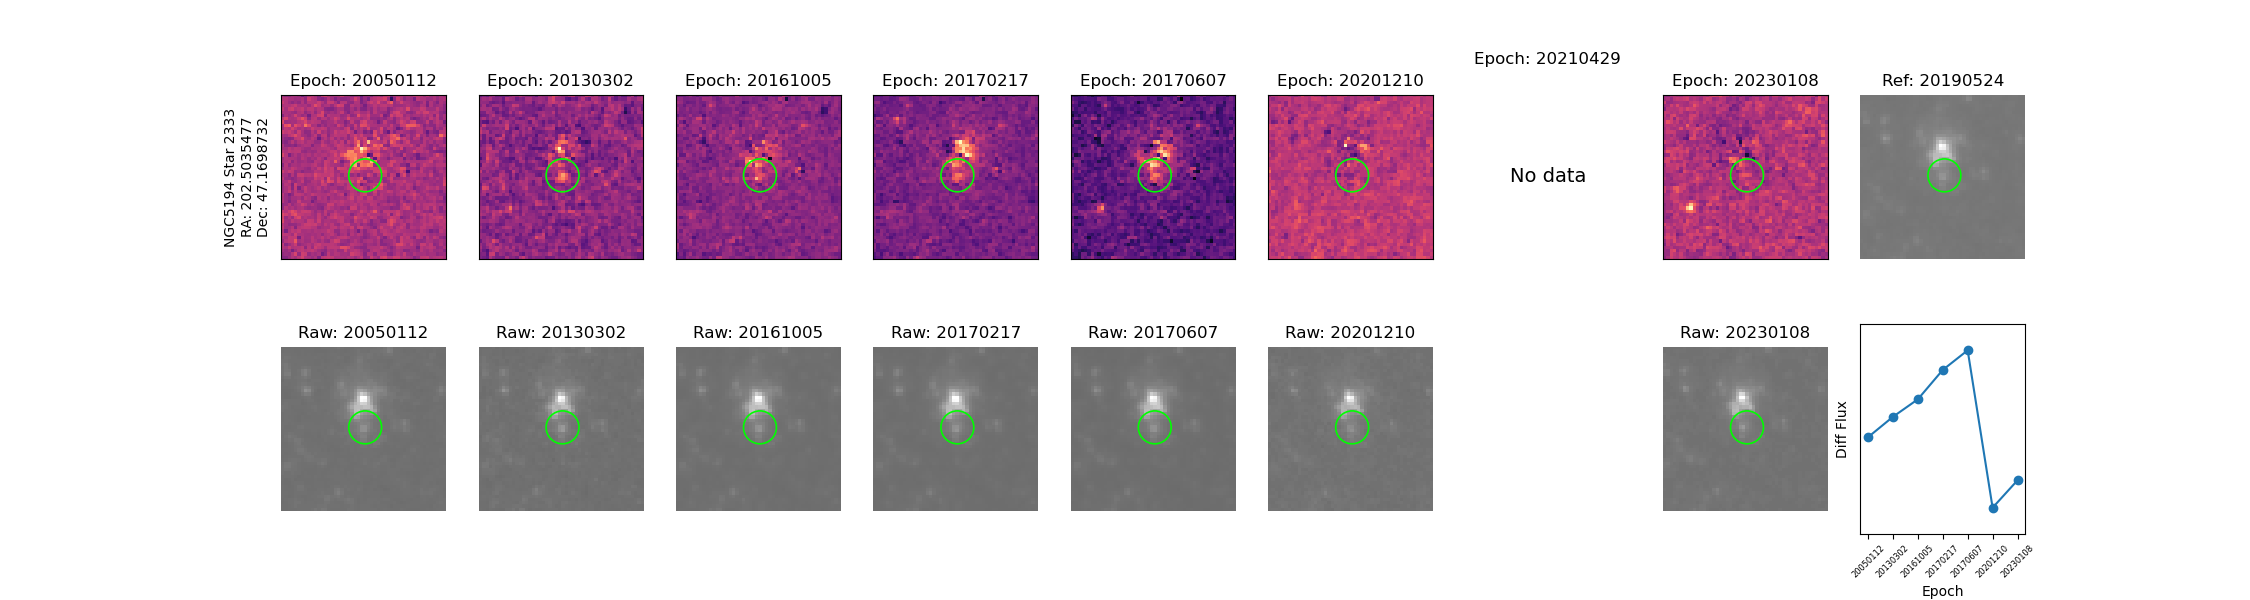 NGC5194 Star 2333
RA: 202.5035477
Dec: 47.1698732
Epoch: 20050112
Epoch: 20130302
Epoch: 20161005
Epoch: 20170217
Epoch: 20170607
Epoch: 20201210
Epoch: 20210429
No data
Epoch: 20230108
Ref: 20190524
Raw: 20050112
Raw: 20130302
Raw: 20161005
Raw: 20170217
Raw: 20170607
Raw: 20201210
Raw: 20230108
Diff Flux
20050112
20130302
20161005
20170217
20170607
20201210
20230108
Epoch